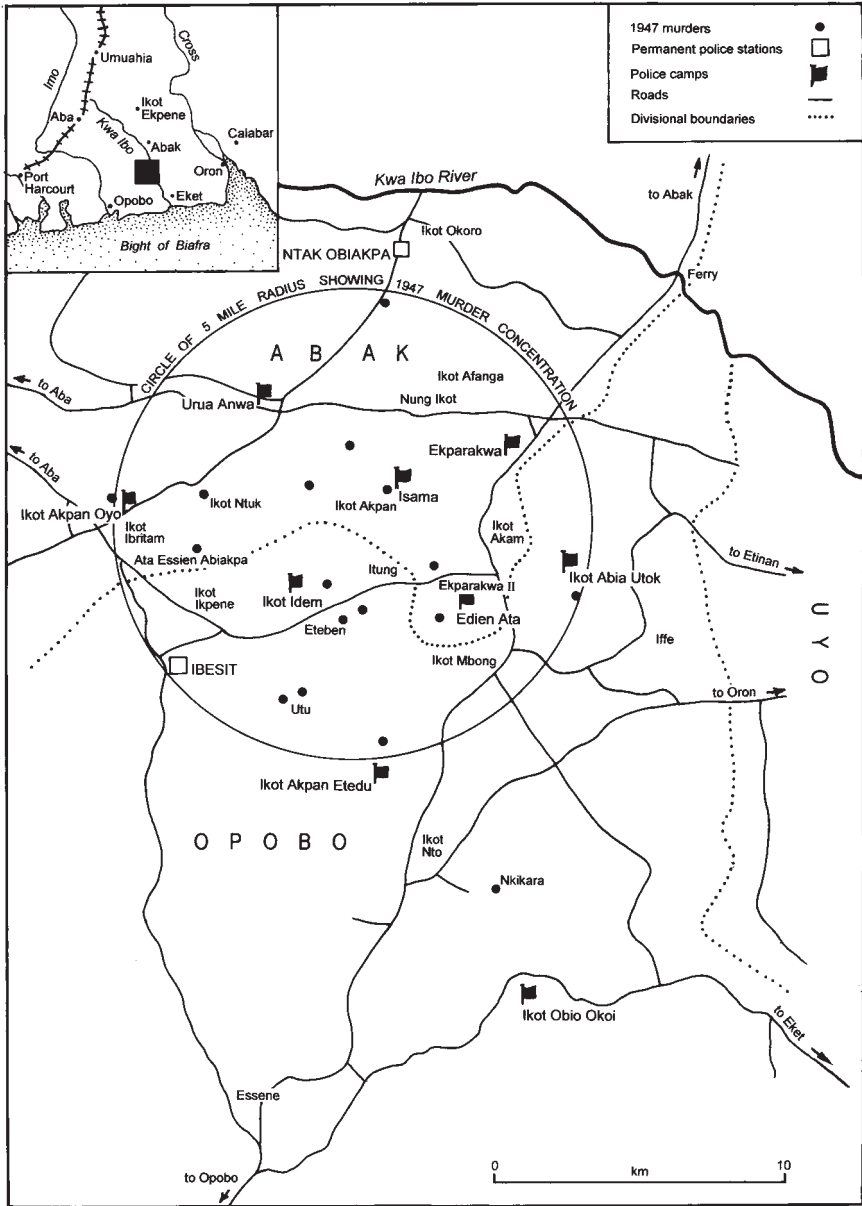 Umuahia
Imo
Cross
Aba
Ikot
Ekpene
Kwa Ibo
Abak
Calabar
Oron
Port
Harcourt
Opobo
Eket
Bight of Biafra
1947 murders
Permanent police stations
Police camps
Roads
Divisional boundaries
Kwa Ibo River
to Abak
Ikot Okoro
NTAK OBIAKPA
Ferry
CIRCLE OF 5 MILE RADIUS SHOWING 1947 MURDER CONCENTRATION
A B A K
to Aba
Ikot Afanga
Urua Anwa
Nung Ikot
to Aba
Ekparakwa
Isama
Ikot Akpan
Ikot Ntuk
Ikot Akpan Oyo
Ikot
Ibritam
Ikot
Akam
Ata Essien Abiakpa
to Etinan
Itung
Ikot Abia Utok
Ikot
Ikpene
Ikot Idem
Ekparakwa II
Edien Ata
U Y O
Eteben
Iffe
Ikot Mbong
IBESIT
to Oron
Utu
Ikot Akpan Etedu
O P O B O
Ikot
Nto
Nkikara
Ikot Obio Okoi
to Eket
Essene
to Opobo
0 10
km